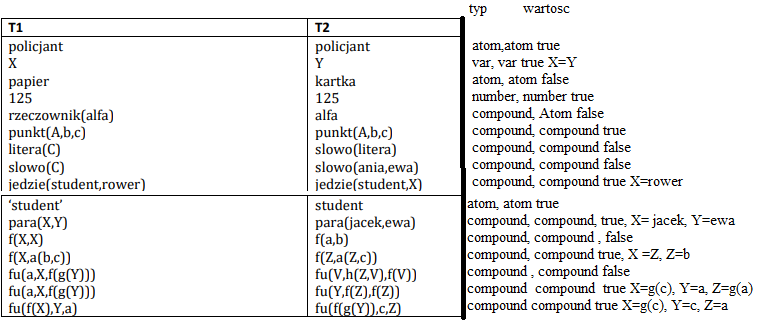 typ wartosc
T1 T2
policjant policjant atom,atom true
X Y var, var true X=Y
papier kartka atom, atom false
125 125 number, number true
rzeczownik(alfa) alfa compound, Atom false
punkt(A,b,c) punkt(A,b,c) compound, compound true
litera(C) slowo(litera) compound, compound false
slowo(C) slowo(ania,ewa) compound, compound false
jedzie(student,rower) jedzie(student,X) compound, compound true X=rower
‘student’ student atom, atom true
para(X,Y) para(jacek,ewa) compound, compound, true, X= jacek, Y=ewa
f(X,X) f(a,b) compound, compound , false
f(X,a(b,c)) f(Z,a(Z,c)) compound, compound true, X =Z, Z=b
fu(a,X,f(g(Y))) fu(V,h(Z,V),f(V)) compound , compound false
fu(a,X,f(g(Y))) fu(Y,f(Z),f(Z)) compound compound true X=g(c), Y=a, Z=g(a)
fu(f(X),Y,a) fu(f(g(Y)),c,Z) compound compound true X=g(c), Y=c, Z=a